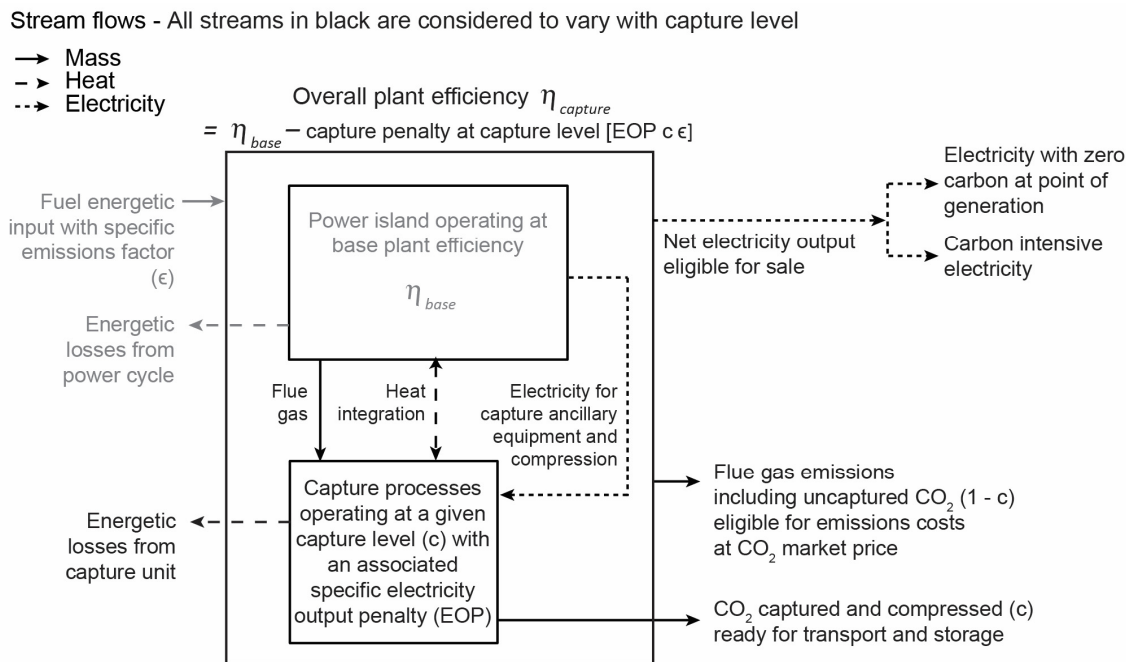 Stream flows - All streams in black are considered to vary with capture level
Mass
Heat
Electricity
Overall plant efficiency η capture
= η base − capture penalty at capture level [EOP c ϵ]
Fuel energetic
input with specific
emissions factor
(ϵ)
Power island operating at
base plant efficiency
η base
Energetic
losses from
power cycle
Net electricity output
eligible for sale
Electricity with zero
carbon at point of
generation
Carbon intensive
electricity
Flue
gas
Heat
integration
Electricity for
capture ancillary
equipment and
compression
Capture processes
operating at a given
capture level (c) with
an associated
specific electricity
output penalty (EOP)
Energetic
losses from
capture unit
Flue gas emissions
including uncaptured CO₂ (1 - c)
eligible for emissions costs
at CO₂ market price
CO₂ captured and compressed (c)
ready for transport and storage